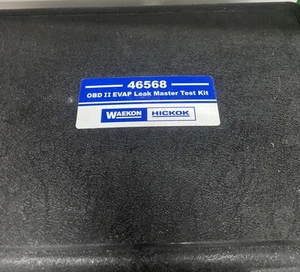 46568
OBD II EVAP Leak Master Test Kit
WAEKON HICKOK